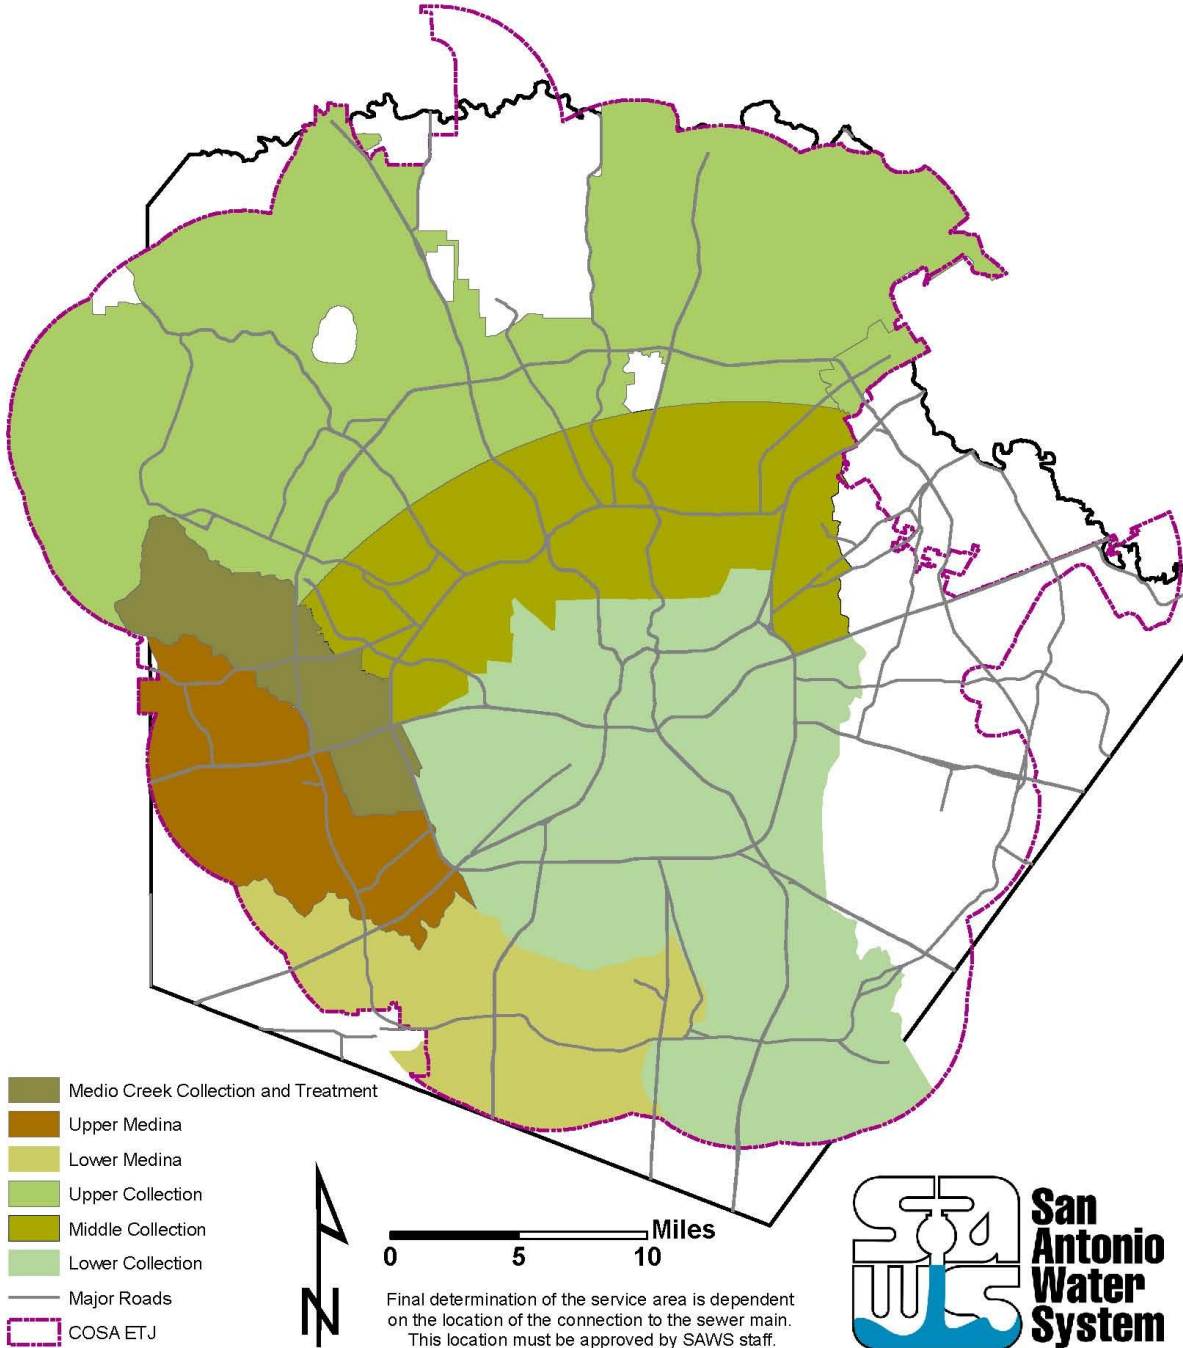 Medio Creek Collection and Treatment
Upper Medina
Lower Medina
Upper Collection
Middle Collection
Lower Collection
Major Roads
COSA ETJ
N
Miles
0 5 10
Final determination of the service area is dependent
on the location of the connection to the sewer main.
This location must be approved by SAWS staff.
saws
San
Antonio
Water
System